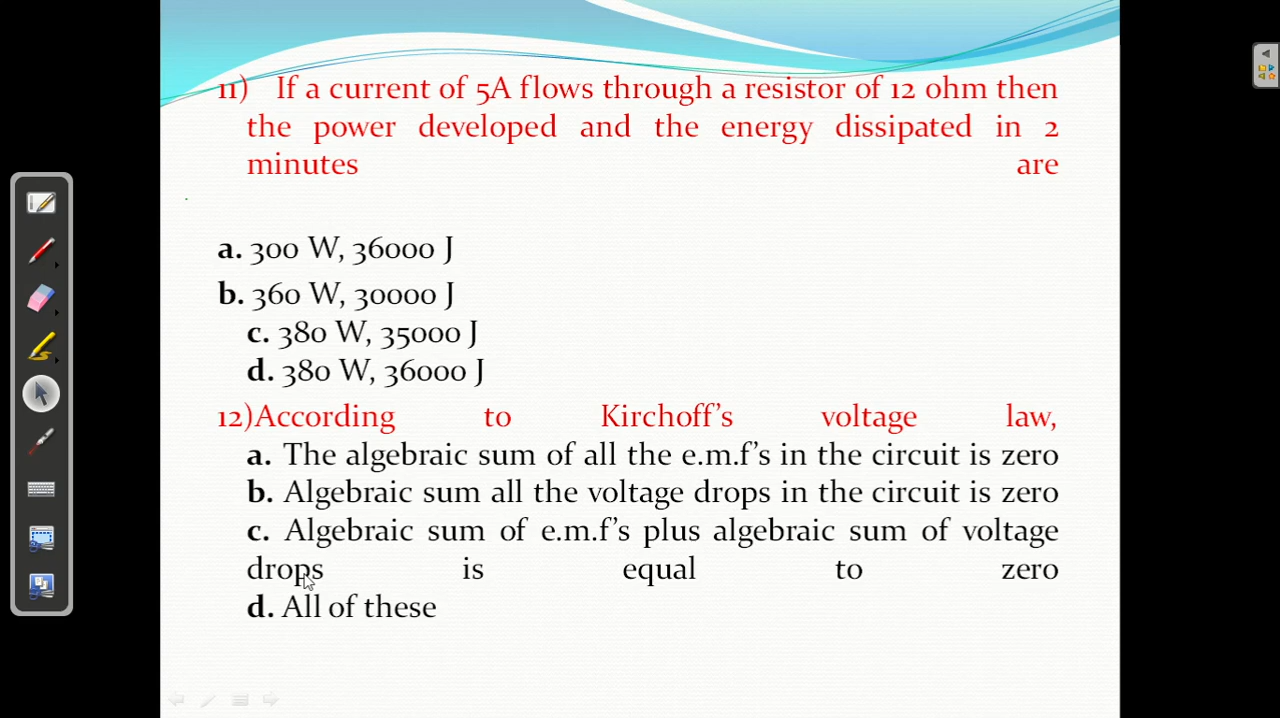 11) If a current of 5A flows through a resistor of 12 ohm then
the power developed and the energy dissipated in 2
minutes are
a. 300 W, 36000 J
b. 360 W, 30000 J
c. 380 W, 35000 J
d. 380 W, 36000 J
12)According to Kirchoff’s voltage law,
a. The algebraic sum of all the e.m.f’s in the circuit is zero
b. Algebraic sum all the voltage drops in the circuit is zero
c. Algebraic sum of e.m.f’s plus algebraic sum of voltage
drops is equal to zero
d. All of these